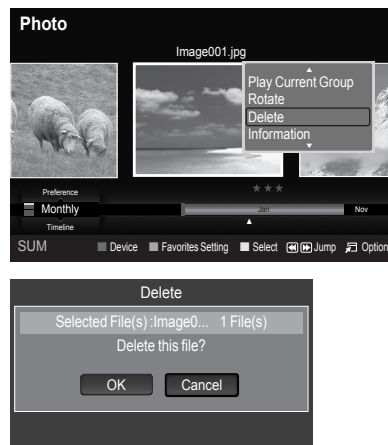 Photo
Image001.jpg
Play Current Group
Rotate
Delete
Information
Preference
Monthly
Timeline
Jan
Nov
SUM
Device
Favorites Setting
Select
Jump
Option
Delete
Selected File(s) :Image0... 1 File(s)
Delete this file?
OK
Cancel